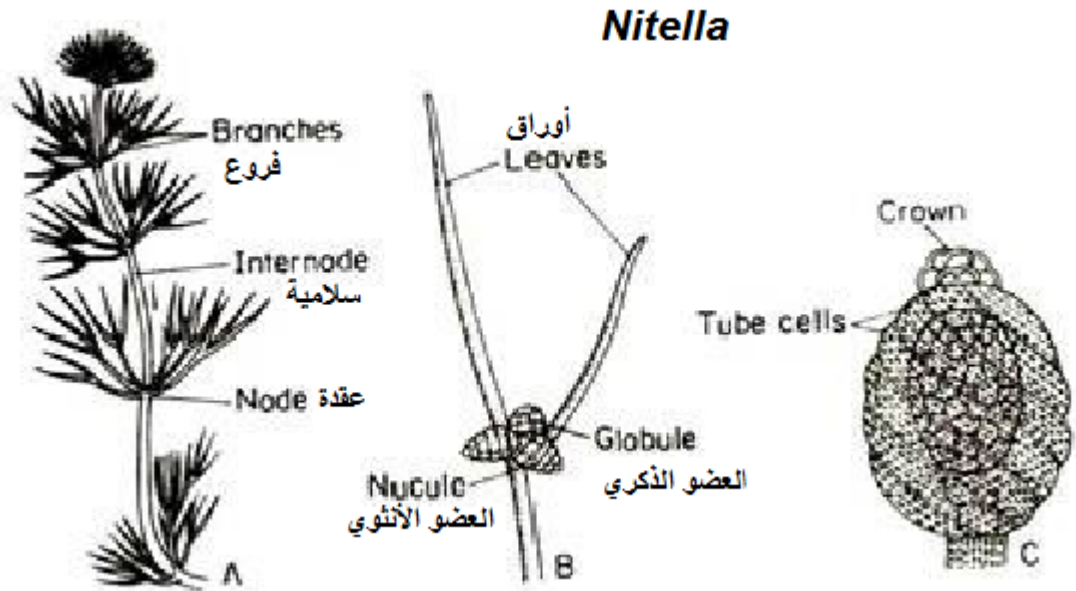 Nitella
Branches
فروع
Internode
سلامية
Node عقدة
A
أوراق
Leaves
Globule
العضو الذكري
Nucule
العضو الأنثوي
B
Crown
Tube cells
C